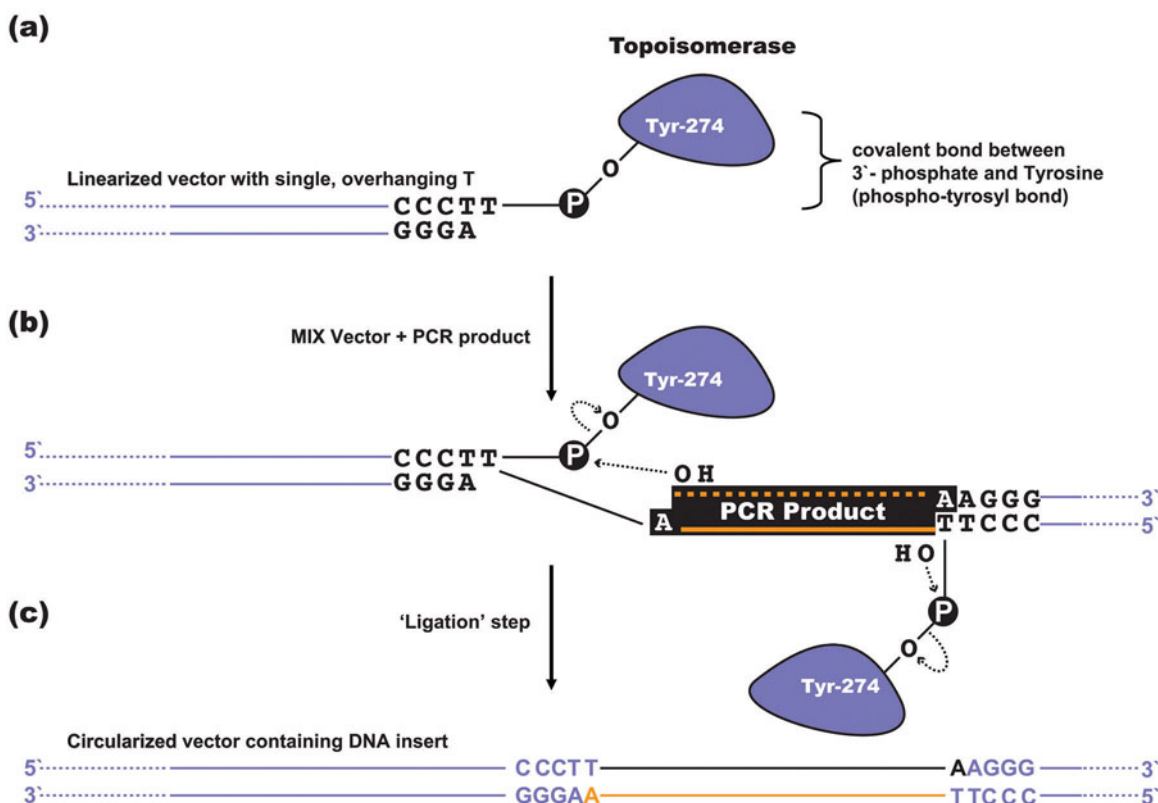 (a)
Topoisomerase
Tyr-274
O
P
covalent bond between
3`- phosphate and Tyrosine
(phospho-tyrosyl bond)
Linearized vector with single, overhanging T
5` CCCTT
3` GGGA
(b)
MIX Vector + PCR product
Tyr-274
O
P
5` CCCTT
3` GGGA
OH
A PCR Product A AGGG 3`
TTCCC 5`
HO
P
O
Tyr-274
(c)
‘Ligation’ step
Circularized vector containing DNA insert
5` CCCTT AAGGG 3`
3` GGGAA TTCCC 5`